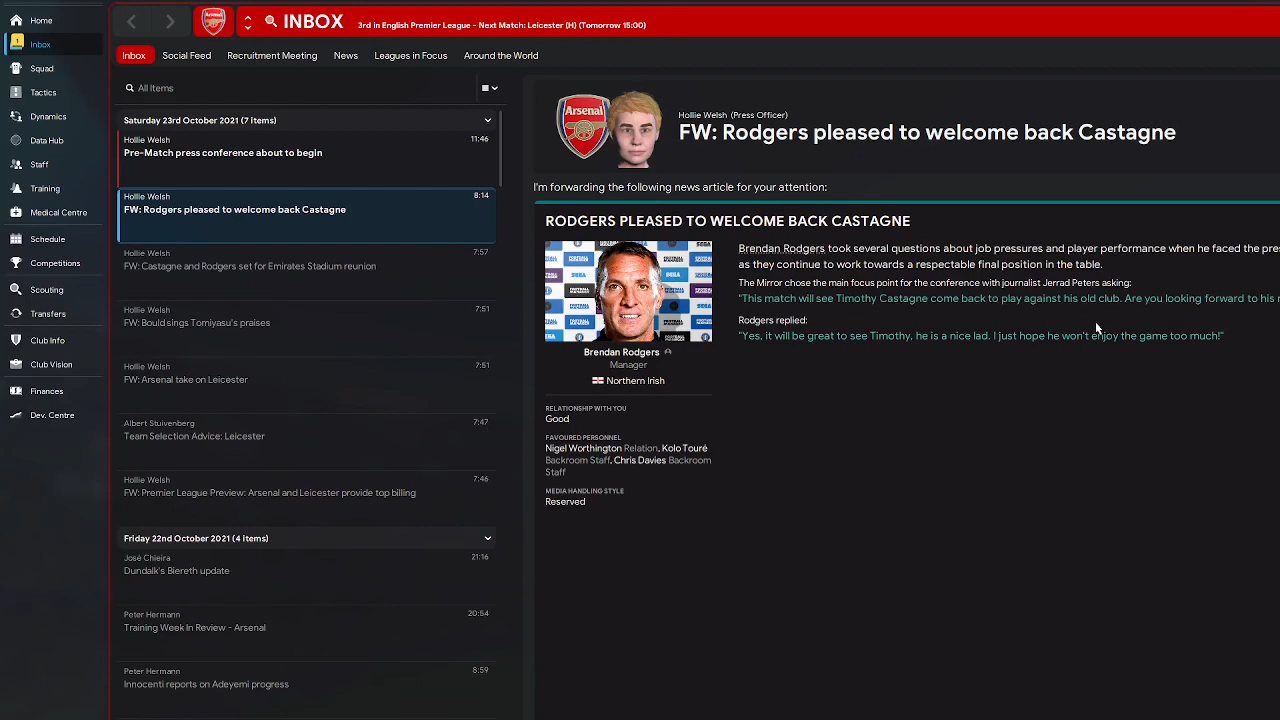 Home
Inbox
Squad
Tactics
Dynamics
Data Hub
Staff
Training
Medical Centre
Schedule
Competitions
Scouting
Transfers
Club Info
Club Vision
Finances
Dev. Centre
INBOX
3rd in English Premier League - Next Match: Leicester (H) (Tomorrow 15:00)
Inbox Social Feed Recruitment Meeting News Leagues in Focus Around the World
All Items
Saturday 23rd October 2021 (7 items)
Hollie Welsh 11:46
Pre-Match press conference about to begin
Hollie Welsh 8:14
FW: Rodgers pleased to welcome back Castagne
Hollie Welsh 7:57
FW: Castagne and Rodgers set for Emirates Stadium reunion
Hollie Welsh 7:51
FW: Bould sings Tomiyasu's praises
Hollie Welsh 7:51
FW: Arsenal take on Leicester
Albert Stuivenberg 7:47
Team Selection Advice: Leicester
Hollie Welsh 7:46
FW: Premier League Preview: Arsenal and Leicester provide top billing
Friday 22nd October 2021 (4 items)
José Chieira 21:16
Dundalk's Biereth update
Peter Hermann 20:54
Training Week In Review - Arsenal
Peter Hermann 8:59
Innocenti reports on Adeyemi progress
Arsenal
Hollie Welsh (Press Officer)
FW: Rodgers pleased to welcome back Castagne
I'm forwarding the following news article for your attention:
RODGERS PLEASED TO WELCOME BACK CASTAGNE
SEGA
Brendan Rodgers
Manager
Northern Irish
RELATIONSHIP WITH YOU
Good
FAVOURED PERSONNEL
Nigel Worthington Relation, Kolo Touré
Backroom Staff, Chris Davies Backroom
Staff
MEDIA HANDLING STYLE
Reserved
Brendan Rodgers took several questions about job pressures and player performance when he faced the pres
as they continue to work towards a respectable final position in the table.
The Mirror chose the main focus point for the conference with journalist Jerrad Peters asking:
"This match will see Timothy Castagne come back to play against his old club. Are you looking forward to his r
Rodgers replied:
"Yes, it will be great to see Timothy, he is a nice lad. I just hope he won't enjoy the game too much!"